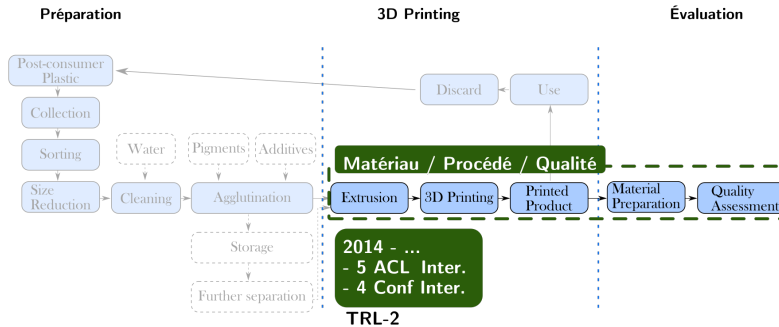 Préparation
3D Printing
Évaluation
Post-consumer
Plastic
Discard
Use
Collection
Sorting
Water
Pigments
Additives
Matériau / Procédé / Qualité
Size
Reduction
Cleaning
Agglutination
Extrusion
3D Printing
Printed
Product
Material
Preparation
Quality
Assessment
Storage
Further separation
2014 - ...
- 5 ACL Inter.
- 4 Conf Inter.
TRL-2